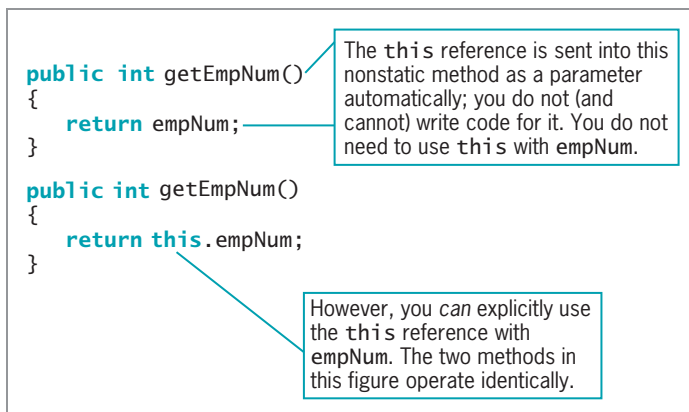 public int getEmpNum()
{
return empNum;
}
The this reference is sent into this
nonstatic method as a parameter
automatically; you do not (and
cannot) write code for it. You do not
need to use this with empNum.
public int getEmpNum()
{
return this.empNum;
}
However, you can explicitly use
the this reference with
empNum. The two methods in
this figure operate identically.